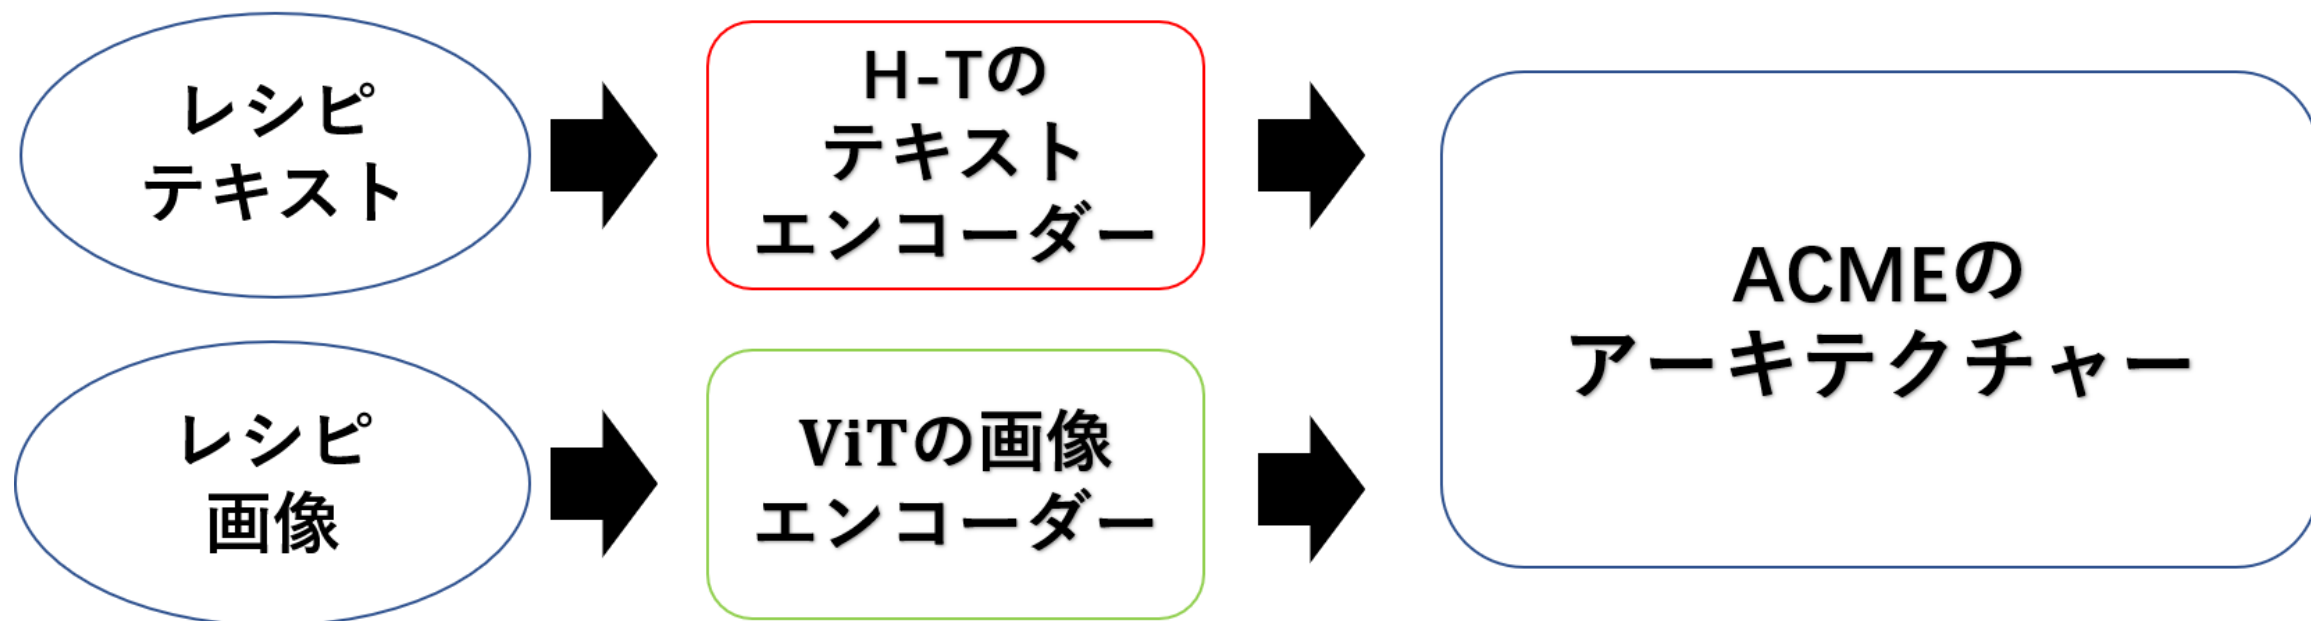 レシピ
テキスト
H-Tの
テキスト
エンコーダー
レシピ
画像
ViTの画像
エンコーダー
ACMEの
アーキテクチャー